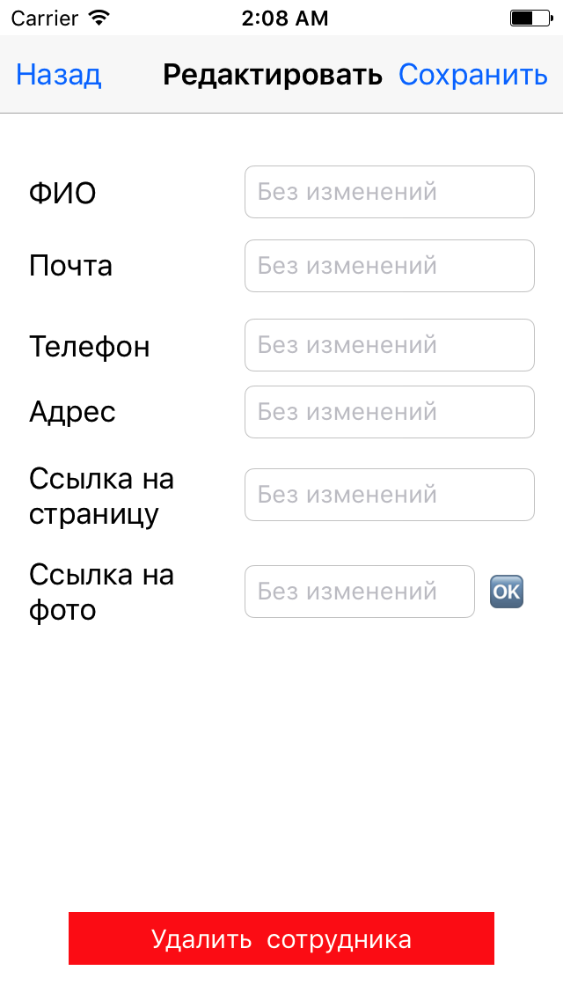 Carrier 2:08 AM
Назад Редактировать Сохранить
ФИО Без изменений
Почта Без изменений
Телефон Без изменений
Адрес Без изменений
Ссылка на
страницу
Без изменений
Ссылка на
фото
Без изменений OK
Удалить сотрудника